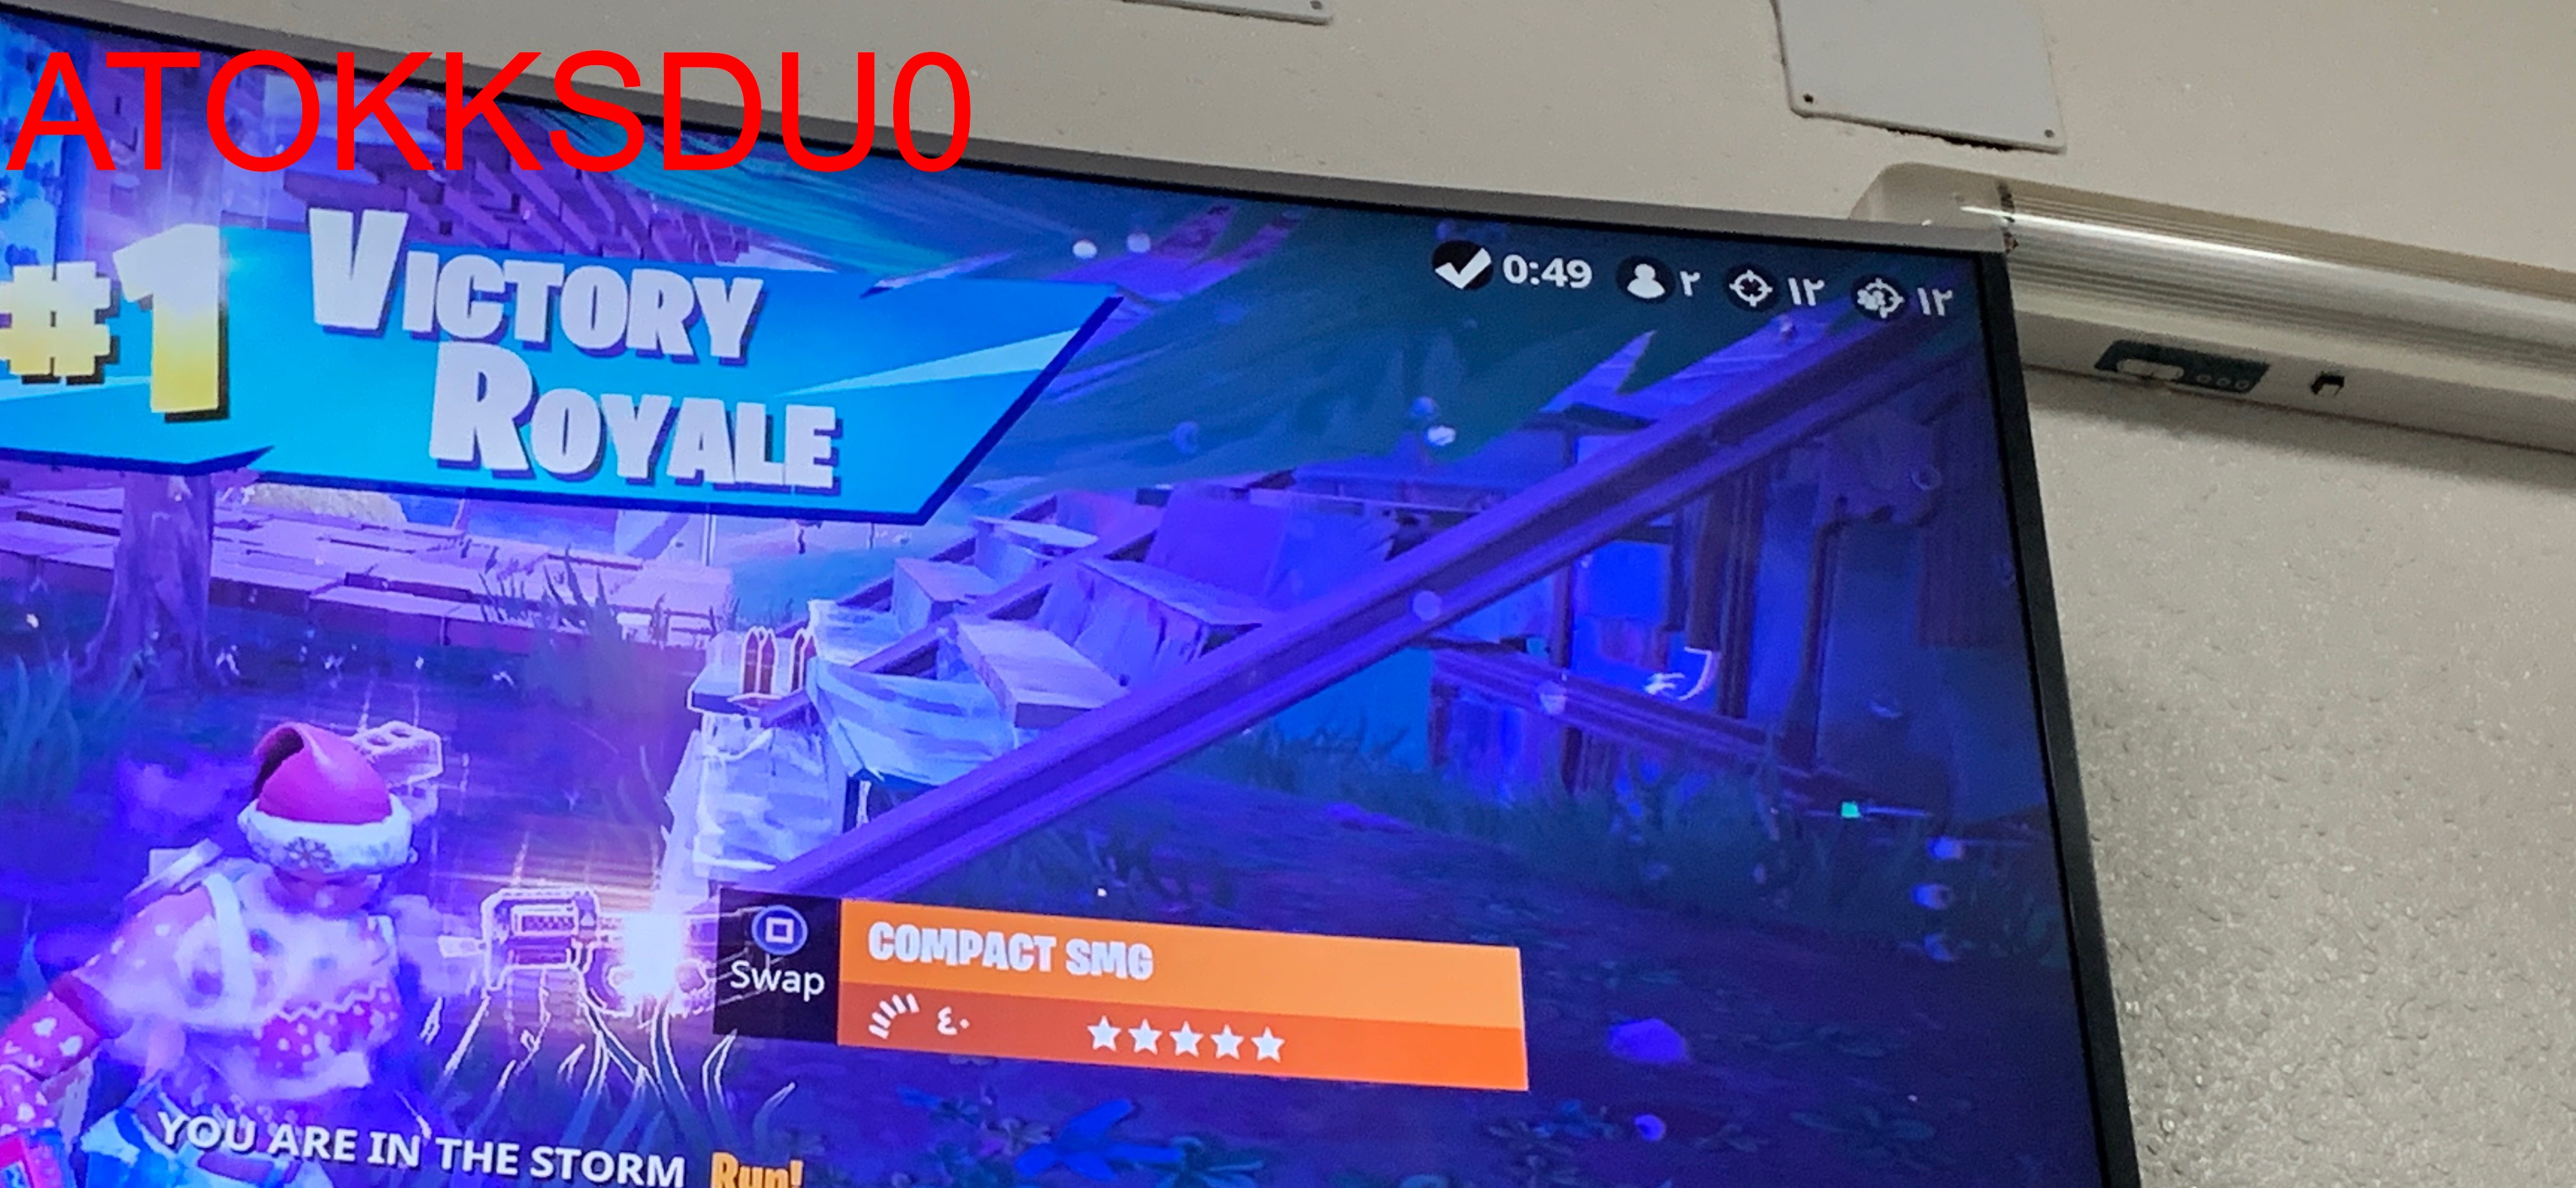 ATOKKSDU0
#1 VICTORY
ROYALE
0:49 ٢ ١٢ ١٢
COMPACT SMG
Swap
٤٠
YOU ARE IN THE STORM Run!